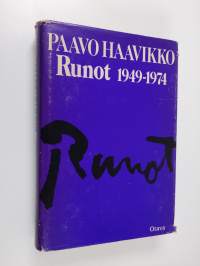 PAAVO HAAVIKKO
Runot 1949-1974
Runot
Otava